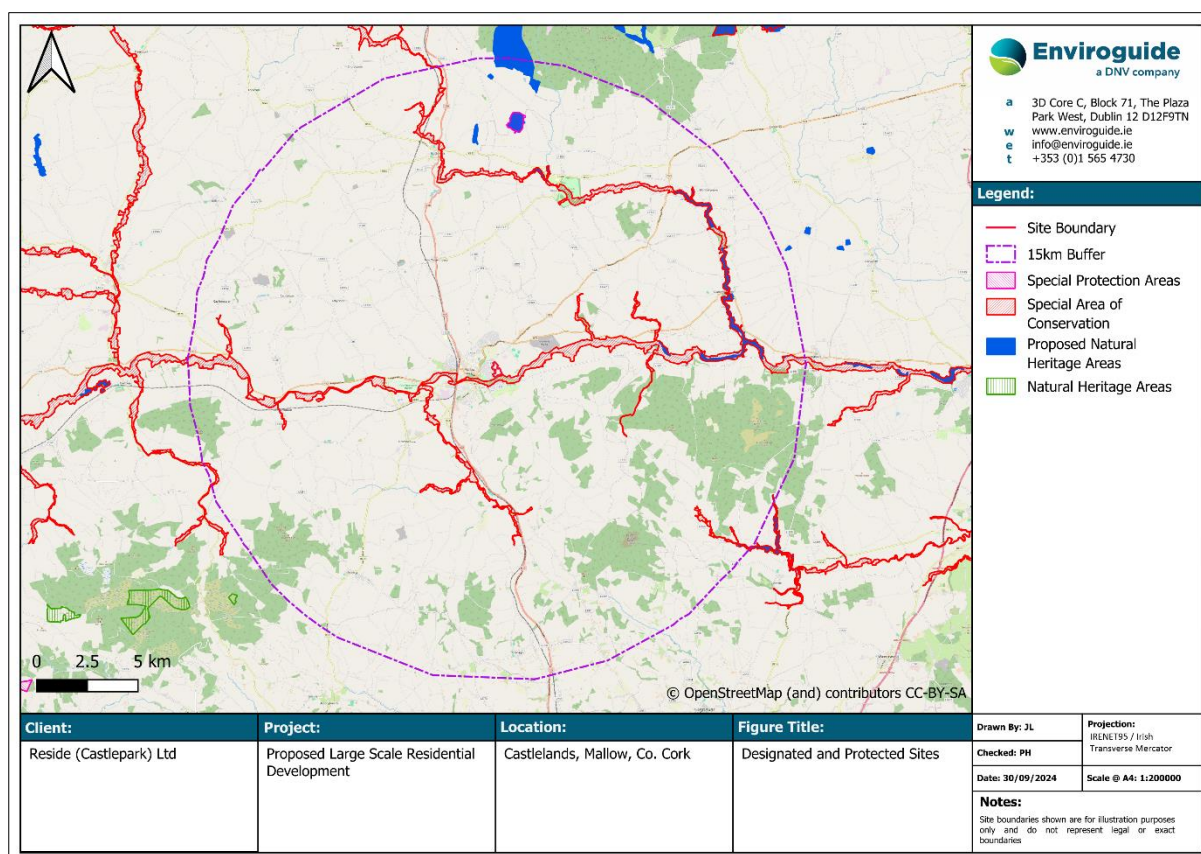 Enviroguide
a DNV company
a 3D Core C, Block 71, The Plaza
Park West, Dublin 12 D12F9TN
w www.enviroguide.ie
e info@enviroguide.ie
t +353 (0)1 565 4730
Legend:
Site Boundary
15km Buffer
Special Protection Areas
Special Area of
Conservation
Proposed Natural
Heritage Areas
Natural Heritage Areas
0 2.5 5 km
© OpenStreetMap (and) contributors CC-BY-SA
Client:
Reside (Castlepark) Ltd
Project:
Proposed Large Scale Residential
Development
Location:
Castlelands, Mallow, Co. Cork
Figure Title:
Designated and Protected Sites
Drawn By: JL
Checked: PH
Date: 30/09/2024
Projection:
IRENET95 / Irish
Transverse Mercator
Scale @ A4: 1:200000
Notes:
Site boundaries shown are for illustration purposes
only and do not represent legal or exact
boundaries